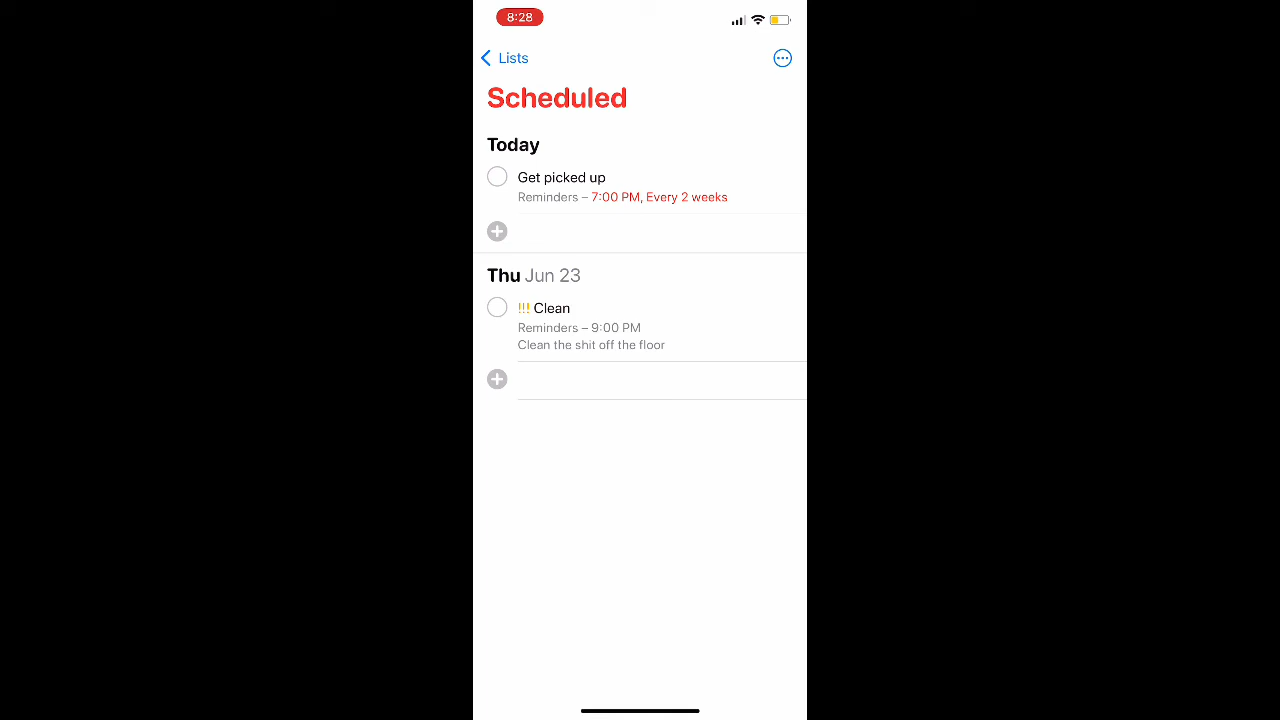 8:28
Lists
Scheduled
Today
Get picked up
Reminders – 7:00 PM, Every 2 weeks
Thu Jun 23
!!! Clean
Reminders – 9:00 PM
Clean the shit off the floor